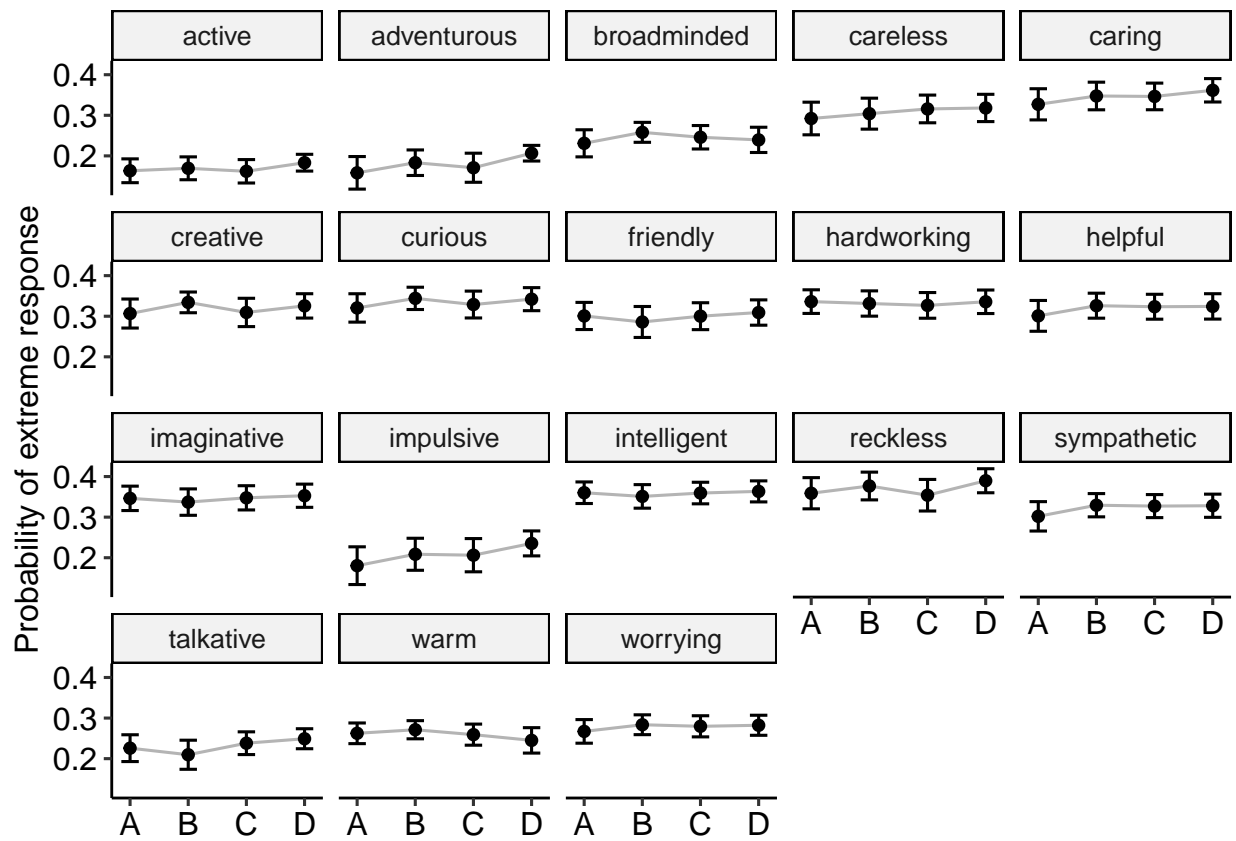 active adventurous broadminded careless caring
0.4
0.3
0.2
creative curious friendly hardworking helpful
0.4
0.3
0.2
imaginative impulsive intelligent reckless sympathetic
0.4
0.3
0.2
A B C D A B C D
talkative warm worrying
0.4
0.3
0.2
A B C D A B C D A B C D
Probability of extreme response